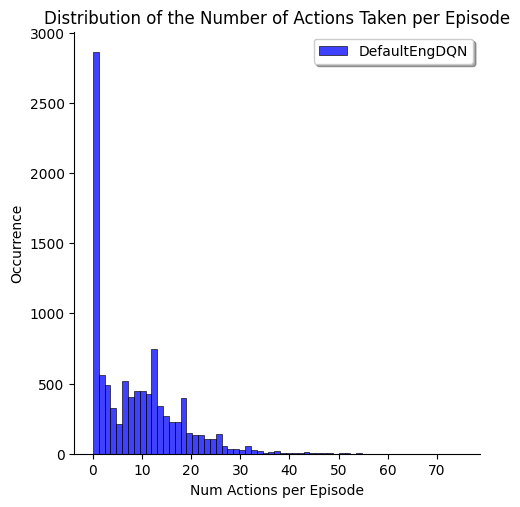 Distribution of the Number of Actions Taken per Episode
DefaultEngDQN
3000
2500
2000
1500
1000
500
0
Occurrence
0 10 20 30 40 50 60 70
Num Actions per Episode